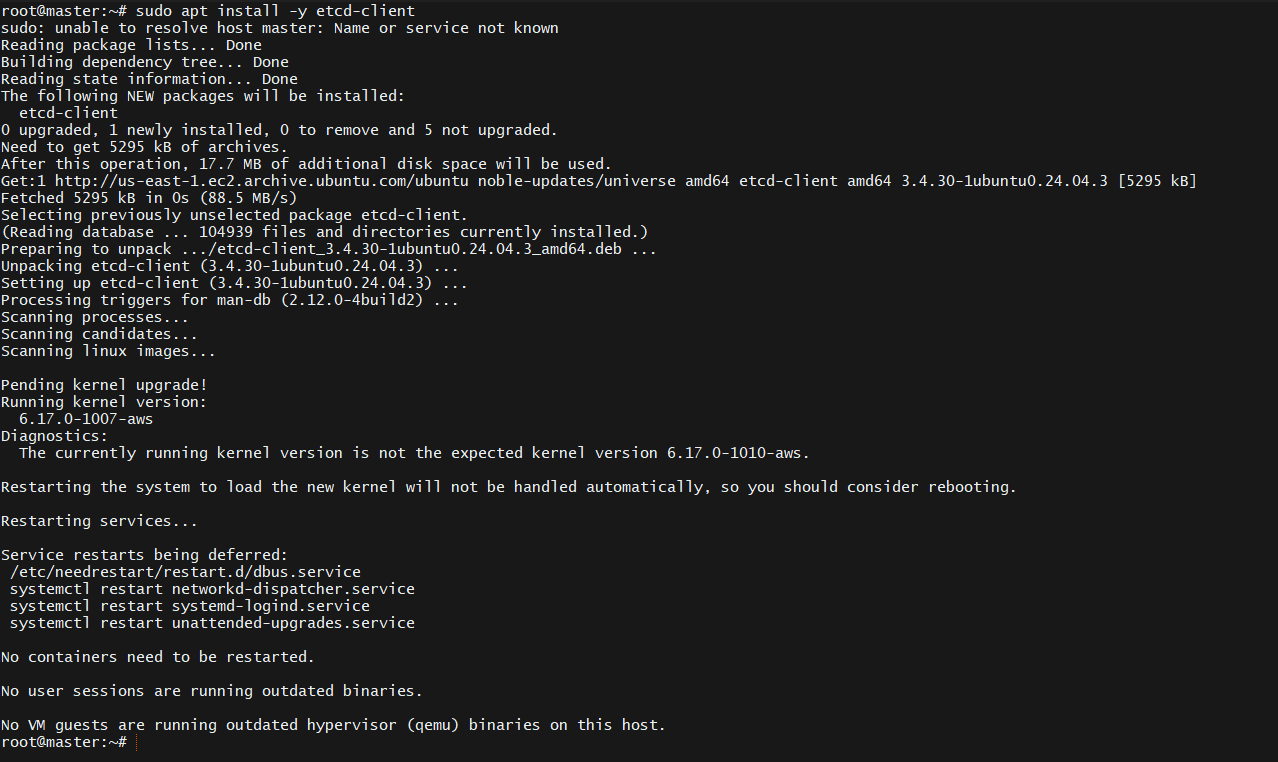 root@master:~# sudo apt install -y etcd-client
sudo: unable to resolve host master: Name or service not known
Reading package lists... Done
Building dependency tree... Done
Reading state information... Done
The following NEW packages will be installed:
  etcd-client
0 upgraded, 1 newly installed, 0 to remove and 5 not upgraded.
Need to get 5295 kB of archives.
After this operation, 17.7 MB of additional disk space will be used.
Get:1 http://us-east-1.ec2.archive.ubuntu.com/ubuntu noble-updates/universe amd64 etcd-client amd64 3.4.30-1ubuntu0.24.04.3 [5295 kB]
Fetched 5295 kB in 0s (88.5 MB/s)
Selecting previously unselected package etcd-client.
(Reading database ... 104939 files and directories currently installed.)
Preparing to unpack .../etcd-client_3.4.30-1ubuntu0.24.04.3_amd64.deb ...
Unpacking etcd-client (3.4.30-1ubuntu0.24.04.3) ...
Setting up etcd-client (3.4.30-1ubuntu0.24.04.3) ...
Processing triggers for man-db (2.12.0-4build2) ...
Scanning processes...
Scanning candidates...
Scanning linux images...

Pending kernel upgrade!
Running kernel version:
  6.17.0-1007-aws
Diagnostics:
  The currently running kernel version is not the expected kernel version 6.17.0-1010-aws.

Restarting the system to load the new kernel will not be handled automatically, so you should consider rebooting.

Restarting services...

Service restarts being deferred:
 /etc/needrestart/restart.d/dbus.service
 systemctl restart networkd-dispatcher.service
 systemctl restart systemd-logind.service
 systemctl restart unattended-upgrades.service

No containers need to be restarted.

No user sessions are running outdated binaries.

No VM guests are running outdated hypervisor (qemu) binaries on this host.
root@master:~#